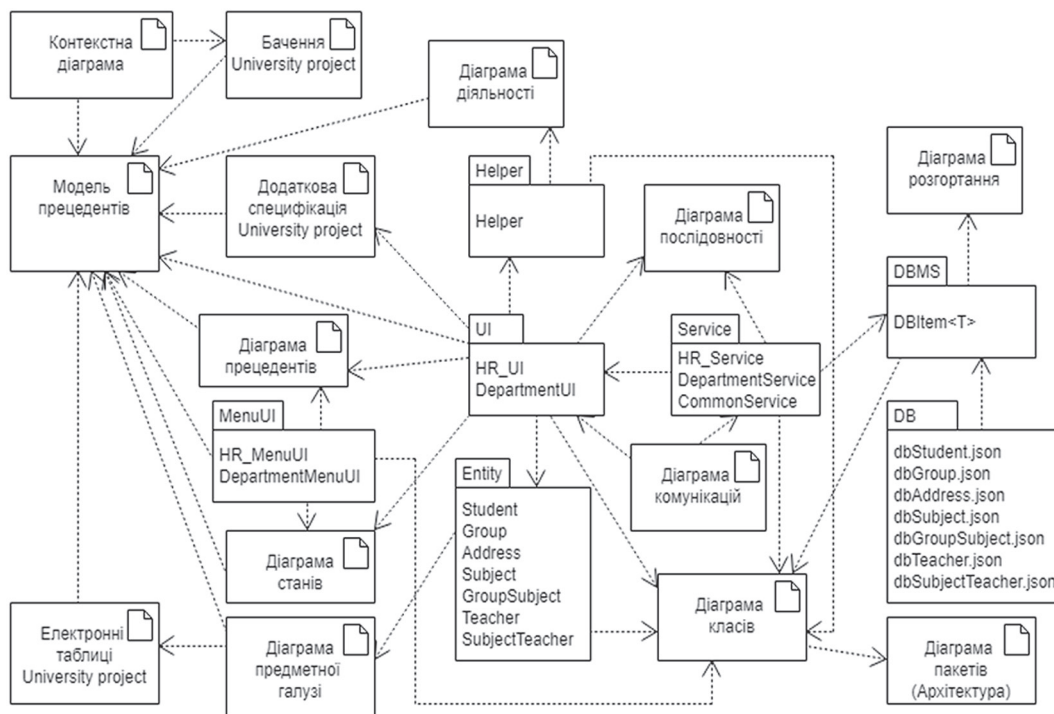 Контекстна
діаграма
Бачення
University project
Діаграма
діяльності
Модель
прецедентів
Додаткова
специфікація
University project
Helper
Helper
Діаграма
послідовності
Діаграма
розгортання
DBMS
DBItem<T>
Діаграма
прецедентів
UI
HR_UI
DepartmentUI
Service
HR_Service
DepartmentService
CommonService
MenuUI
HR_MenuUI
DepartmentMenuUI
DB
dbStudent.json
dbGroup.json
dbAddress.json
dbSubject.json
dbGroupSubject.json
dbTeacher.json
dbSubjectTeacher.json
Entity
Student
Group
Address
Subject
GroupSubject
Teacher
SubjectTeacher
Діаграма
комунікацій
Діаграма
станів
Діаграма
класів
Електронні
таблиці
University project
Діаграма
предметної
галузі
Діаграма
пакетів
(Архітектура)